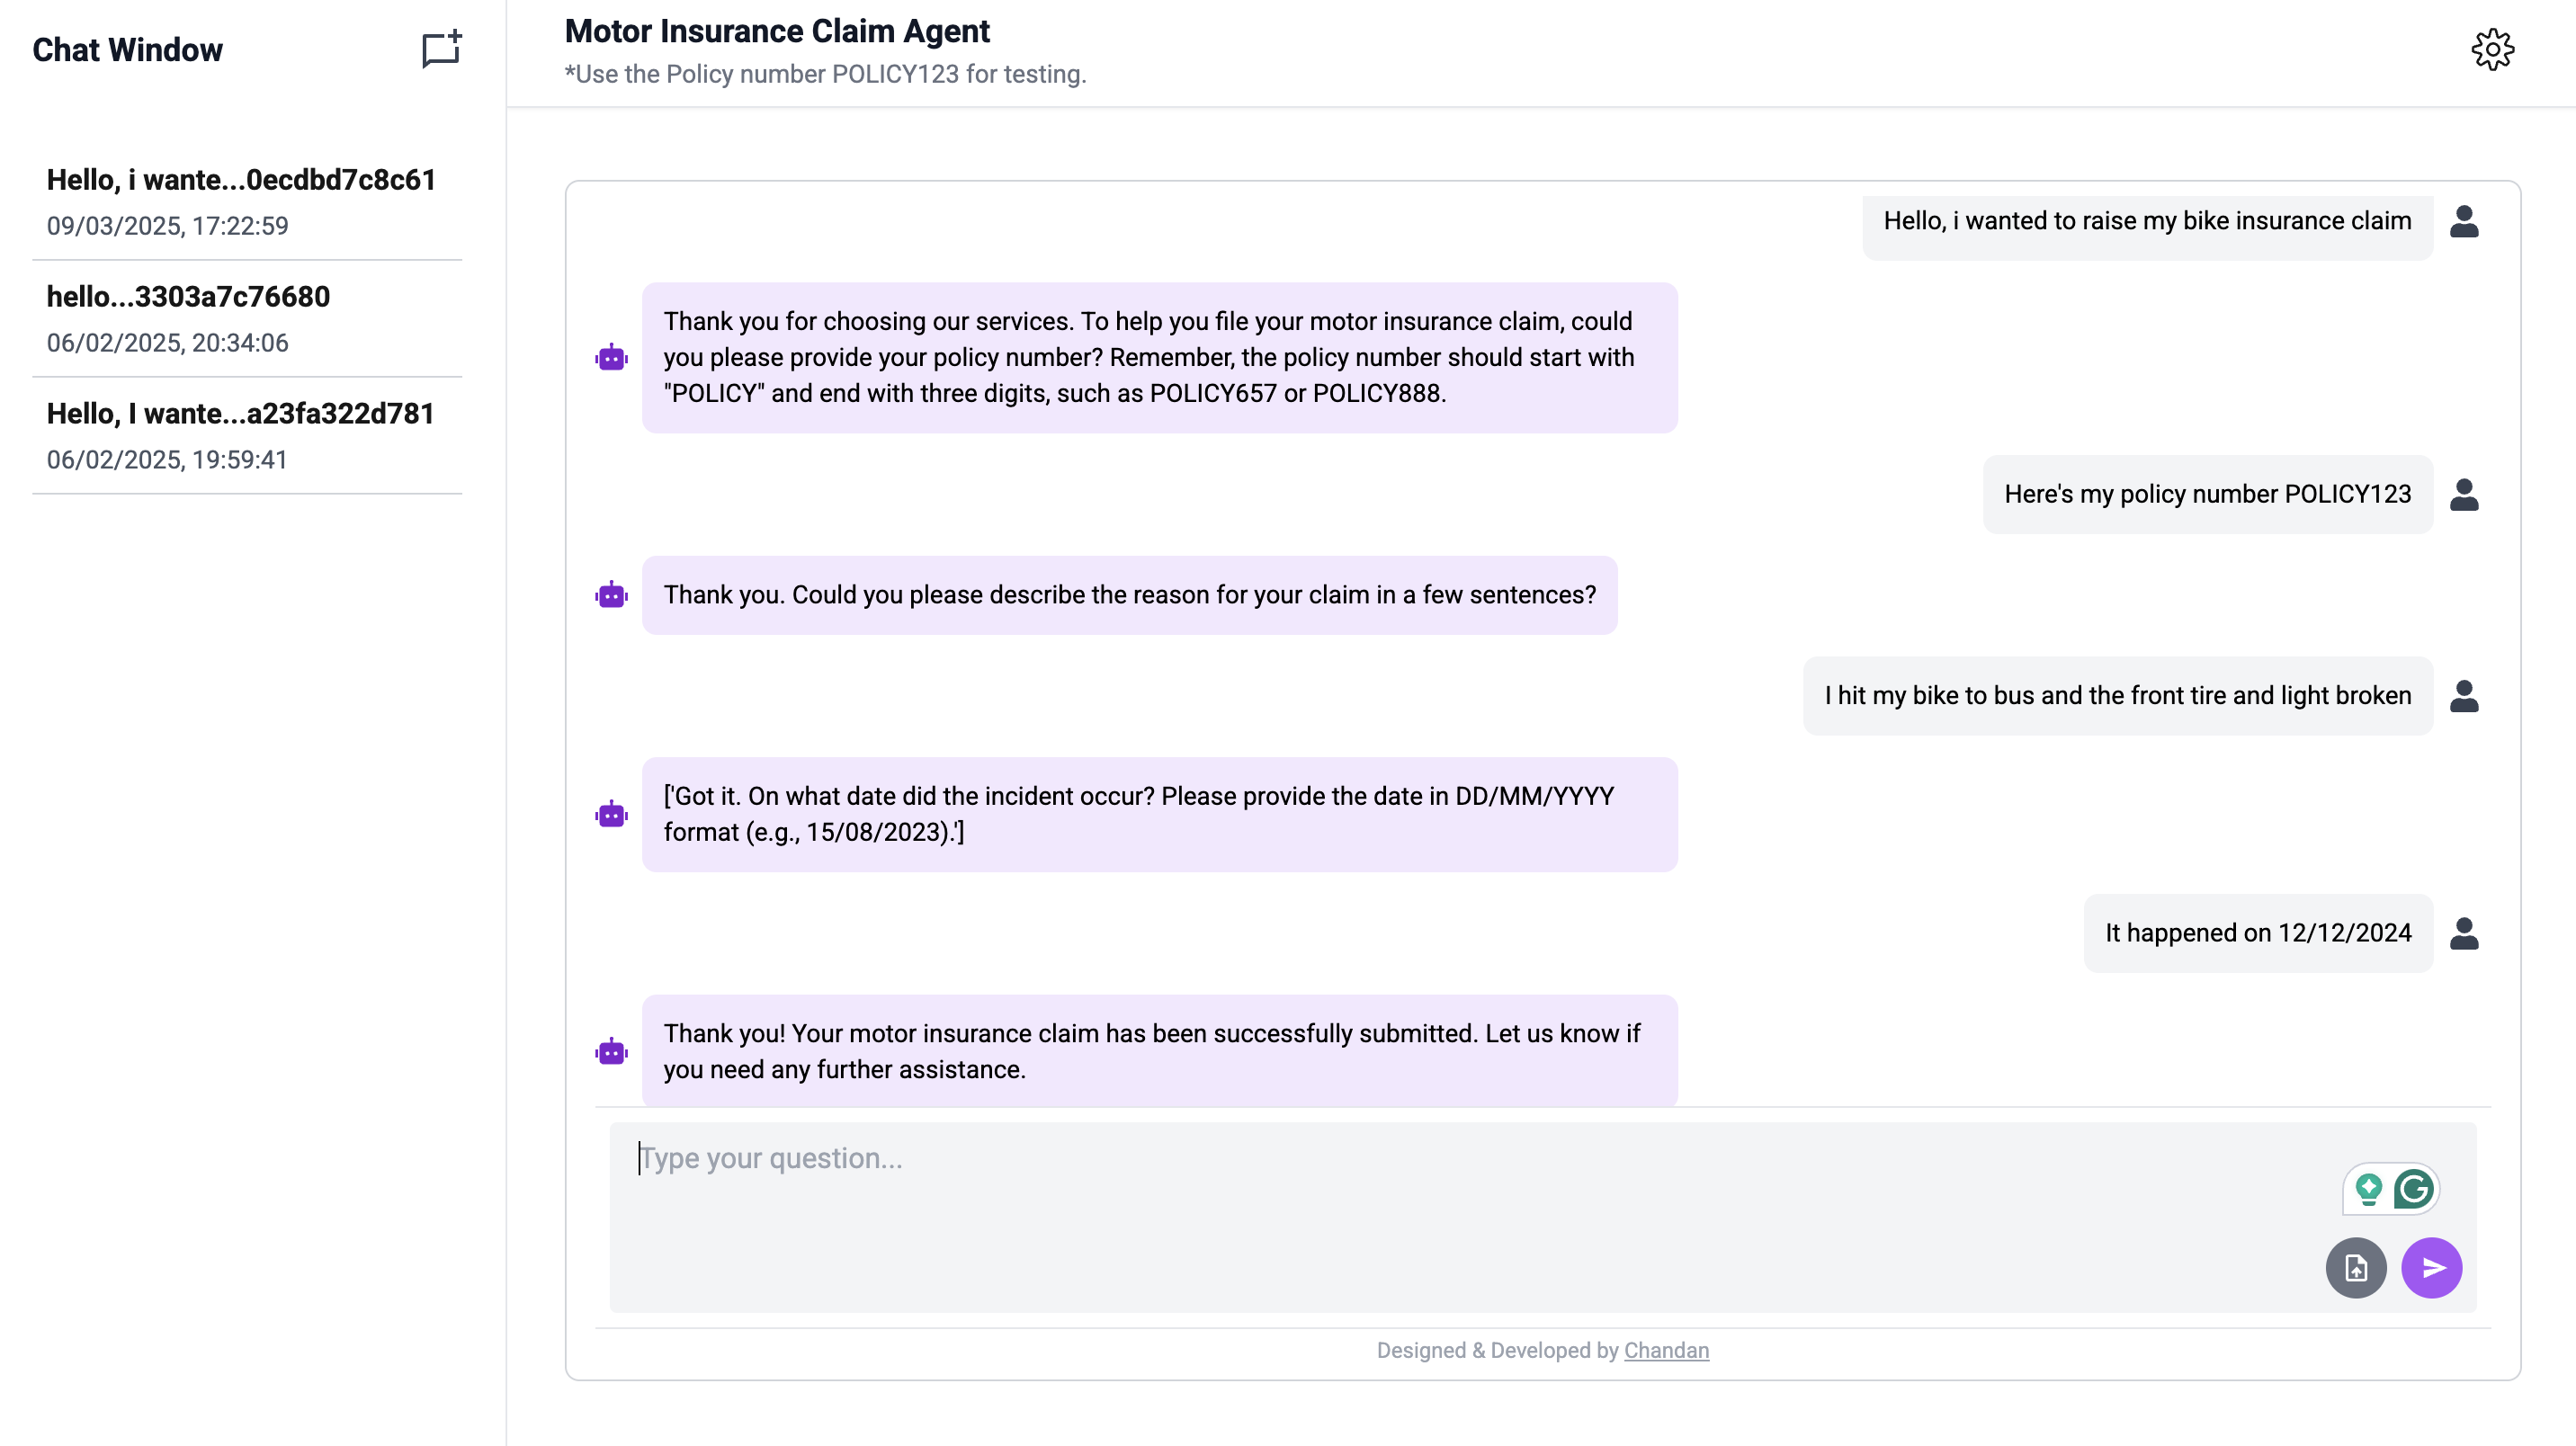 Chat Window
Hello, i wante...0ecdbd7c8c61
09/03/2025, 17:22:59
hello...3303a7c76680
06/02/2025, 20:34:06
Hello, I wante...a23fa322d781
06/02/2025, 19:59:41
Motor Insurance Claim Agent
*Use the Policy number POLICY123 for testing.
Hello, i wanted to raise my bike insurance claim
Thank you for choosing our services. To help you file your motor insurance claim, could
you please provide your policy number? Remember, the policy number should start with
"POLICY" and end with three digits, such as POLICY657 or POLICY888.
Here's my policy number POLICY123
Thank you. Could you please describe the reason for your claim in a few sentences?
I hit my bike to bus and the front tire and light broken
['Got it. On what date did the incident occur? Please provide the date in DD/MM/YYYY
format (e.g., 15/08/2023).']
It happened on 12/12/2024
Thank you! Your motor insurance claim has been successfully submitted. Let us know if
you need any further assistance.
Type your question...
Designed & Developed by Chandan